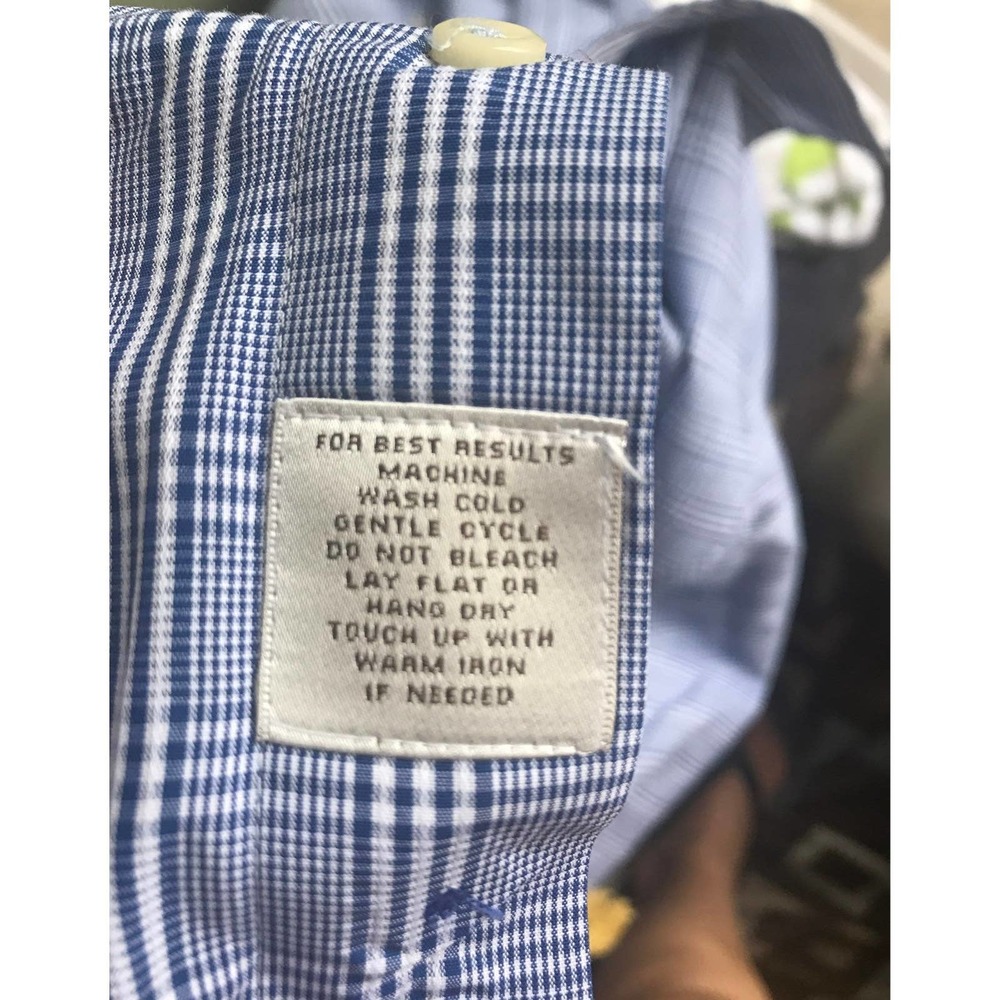 FOR BEST RESULTS
MACHINE
WASH COLD
GENTLE CYCLE
DO NOT BLEACH
LAY FLAT OR
HANG DRY
TOUCH UP WITH
WARM IRON
IF NEEDED